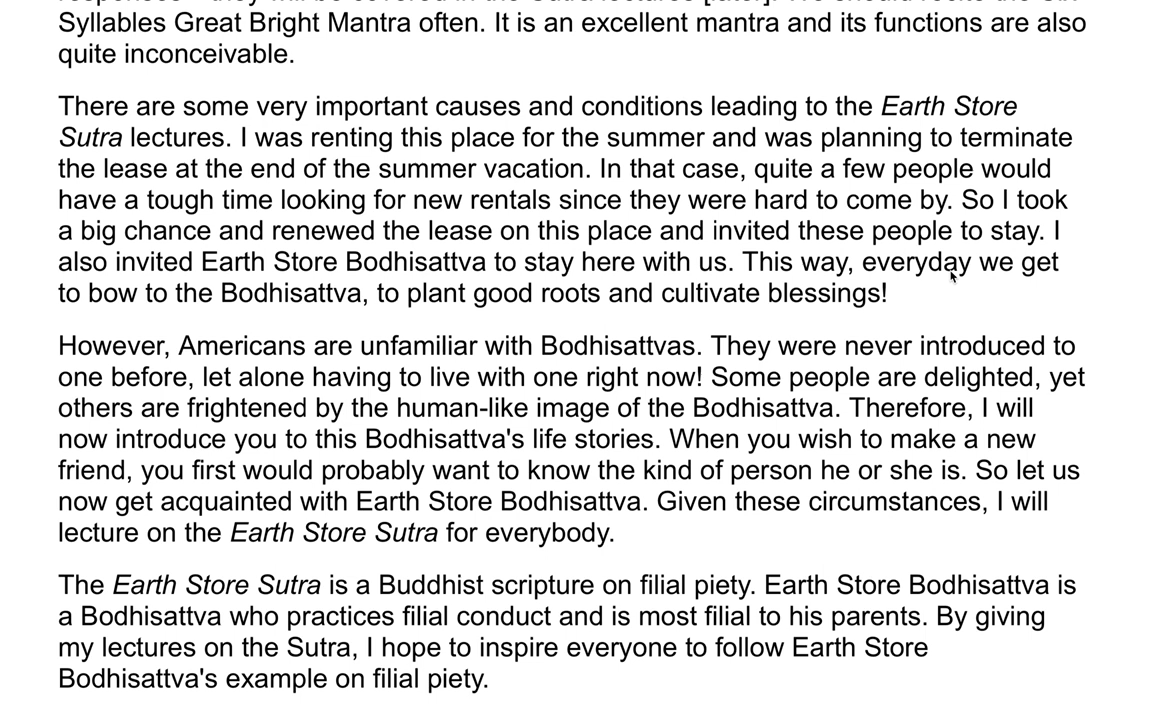 Syllables Great Bright Mantra often. It is an excellent mantra and its functions are also
quite inconceivable.
There are some very important causes and conditions leading to the Earth Store
Sutra lectures. I was renting this place for the summer and was planning to terminate
the lease at the end of the summer vacation. In that case, quite a few people would
have a tough time looking for new rentals since they were hard to come by. So I took
a big chance and renewed the lease on this place and invited these people to stay. I
also invited Earth Store Bodhisattva to stay here with us. This way, everyday we get
to bow to the Bodhisattva, to plant good roots and cultivate blessings!
However, Americans are unfamiliar with Bodhisattvas. They were never introduced to
one before, let alone having to live with one right now! Some people are delighted, yet
others are frightened by the human-like image of the Bodhisattva. Therefore, I will
now introduce you to this Bodhisattva's life stories. When you wish to make a new
friend, you first would probably want to know the kind of person he or she is. So let us
now get acquainted with Earth Store Bodhisattva. Given these circumstances, I will
lecture on the Earth Store Sutra for everybody.
The Earth Store Sutra is a Buddhist scripture on filial piety. Earth Store Bodhisattva is
a Bodhisattva who practices filial conduct and is most filial to his parents. By giving
my lectures on the Sutra, I hope to inspire everyone to follow Earth Store
Bodhisattva's example on filial piety.